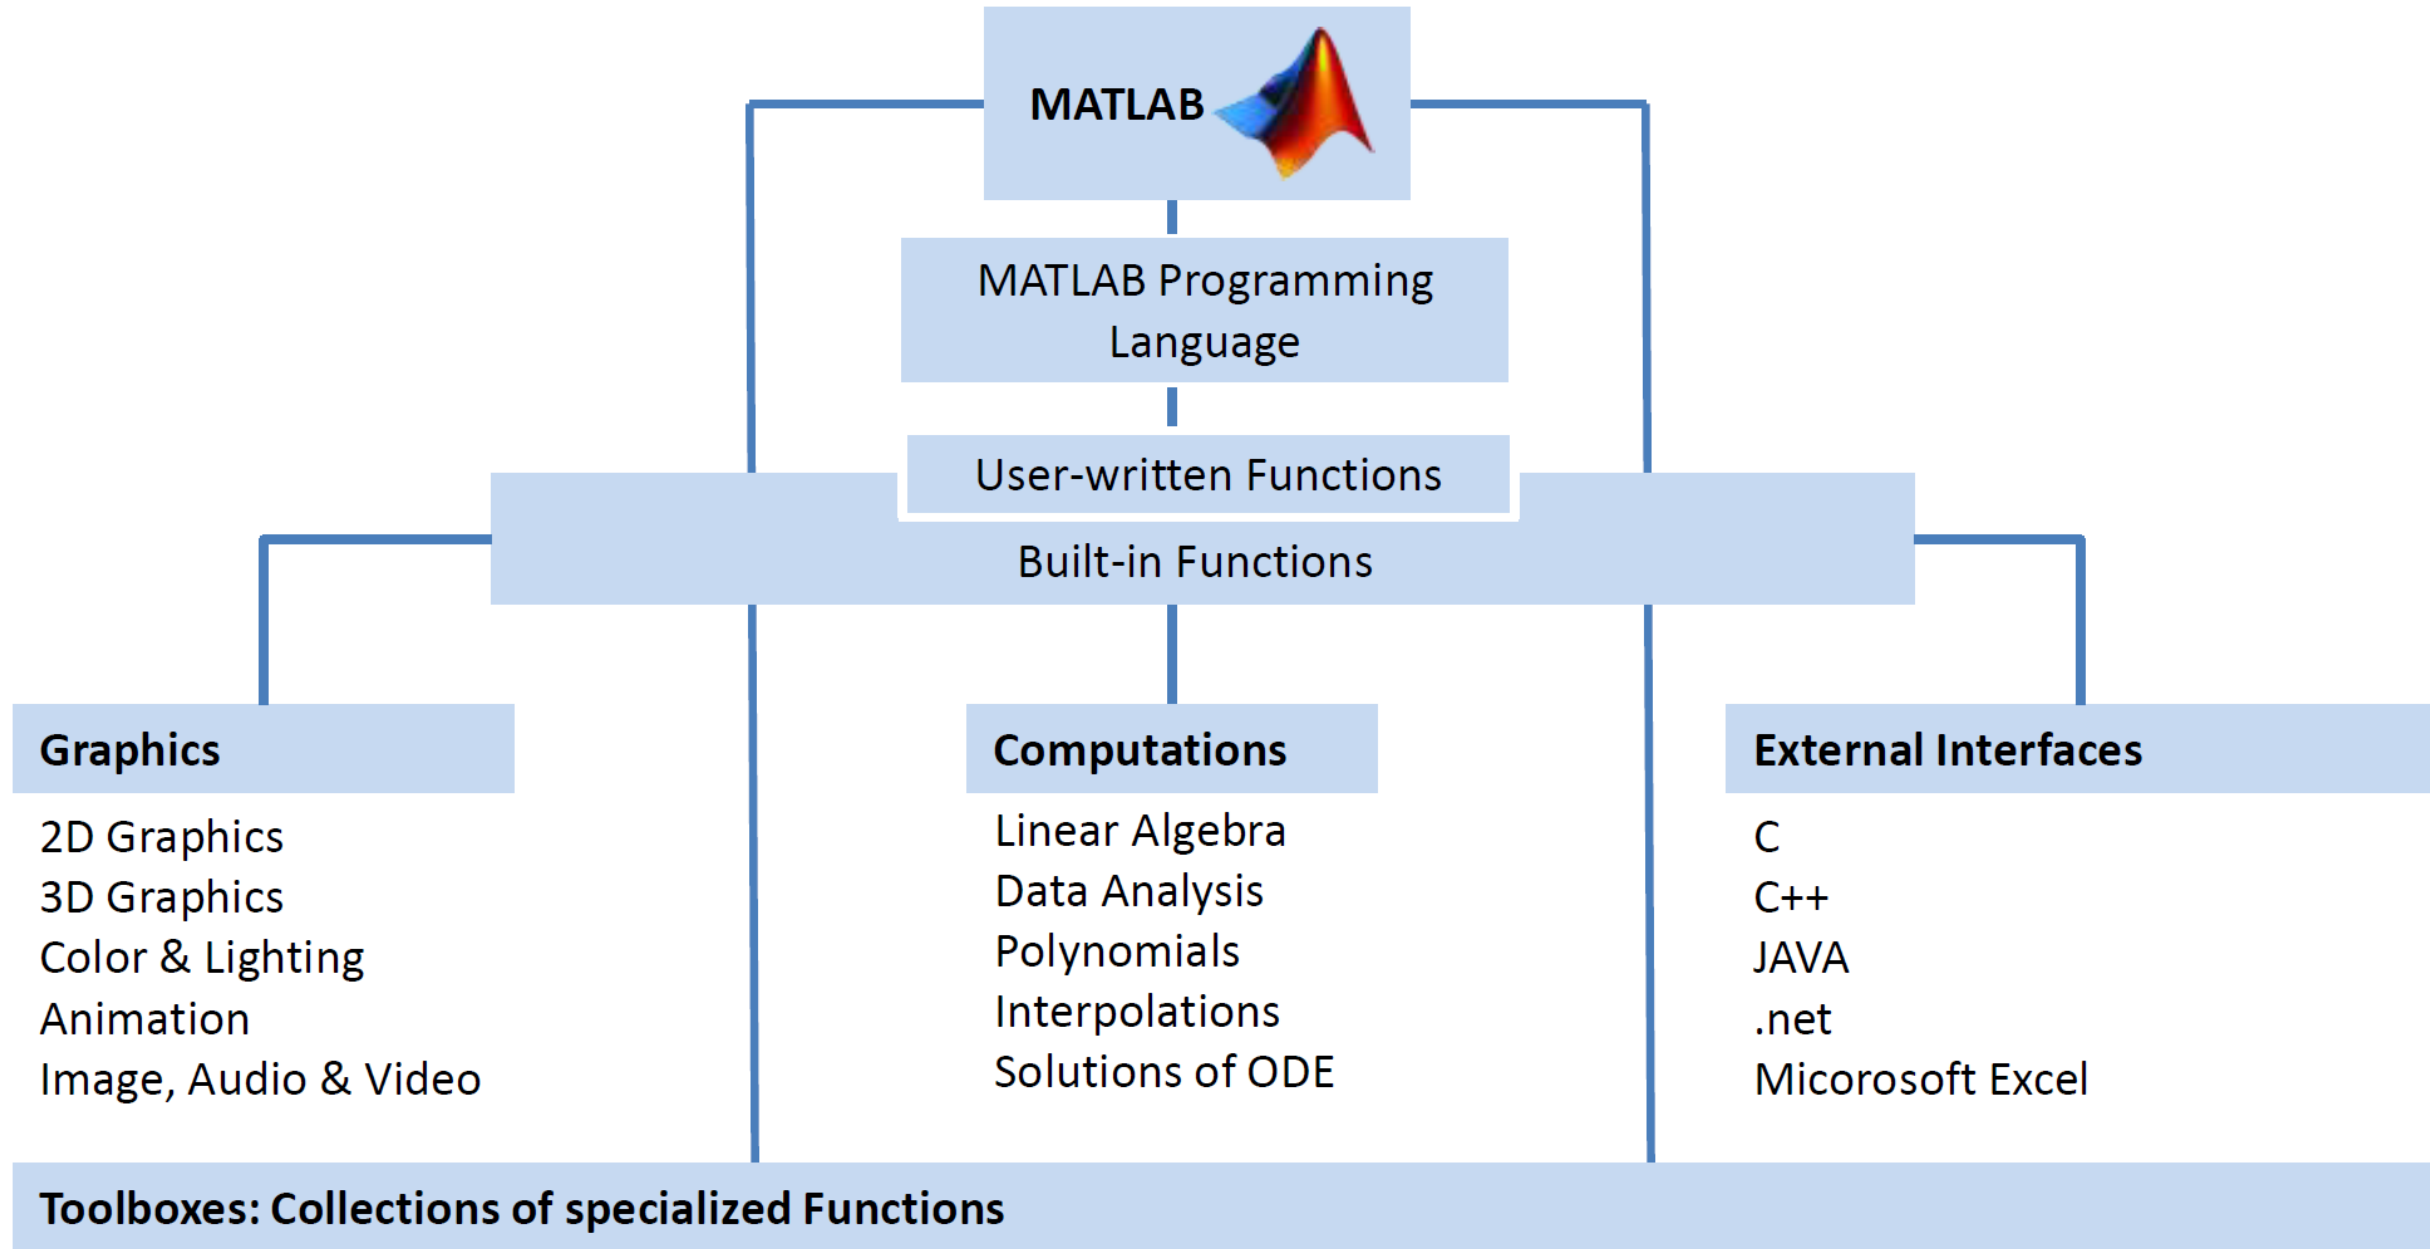 MATLAB
MATLAB Programming
Language
User-written Functions
Built-in Functions
Graphics
2D Graphics
3D Graphics
Color & Lighting
Animation
Image, Audio & Video
Computations
Linear Algebra
Data Analysis
Polynomials
Interpolations
Solutions of ODE
External Interfaces
C
C++
JAVA
.net
Micorosoft Excel
Toolboxes: Collections of specialized Functions